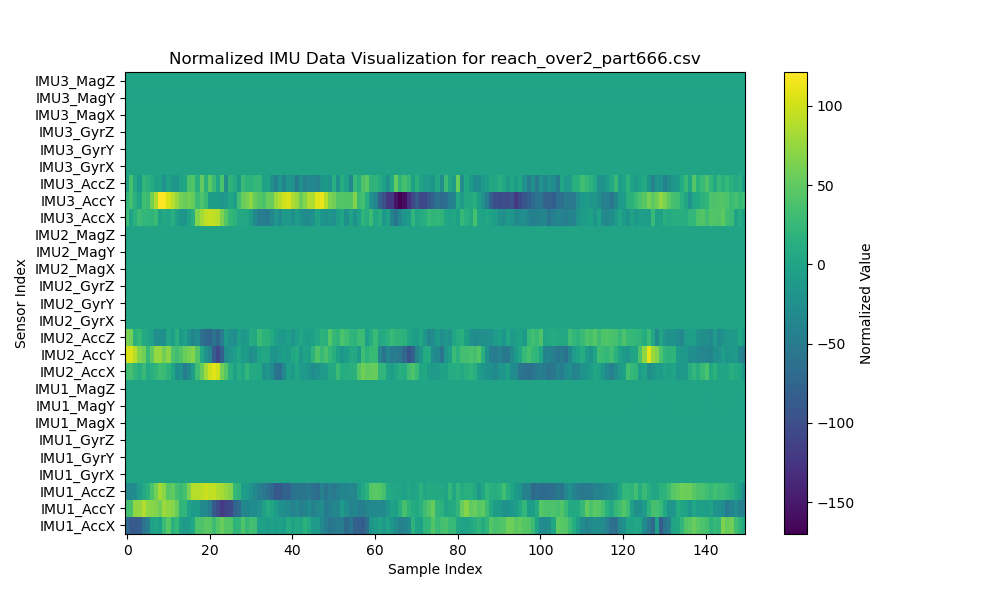 Normalized IMU Data Visualization for reach_over2_part666.csv
IMU3_MagZ
IMU3_MagY
IMU3_MagX
IMU3_GyrZ
IMU3_GyrY
IMU3_GyrX
IMU3_AccZ
IMU3_AccY
IMU3_AccX
IMU2_MagZ
IMU2_MagY
IMU2_MagX
IMU2_GyrZ
IMU2_GyrY
IMU2_GyrX
IMU2_AccZ
IMU2_AccY
IMU2_AccX
IMU1_MagZ
IMU1_MagY
IMU1_MagX
IMU1_GyrZ
IMU1_GyrY
IMU1_GyrX
IMU1_AccZ
IMU1_AccY
IMU1_AccX
Sensor Index
0 20 40 60 80 100 120 140
Sample Index
100
50
0
−50
−100
−150
Normalized Value